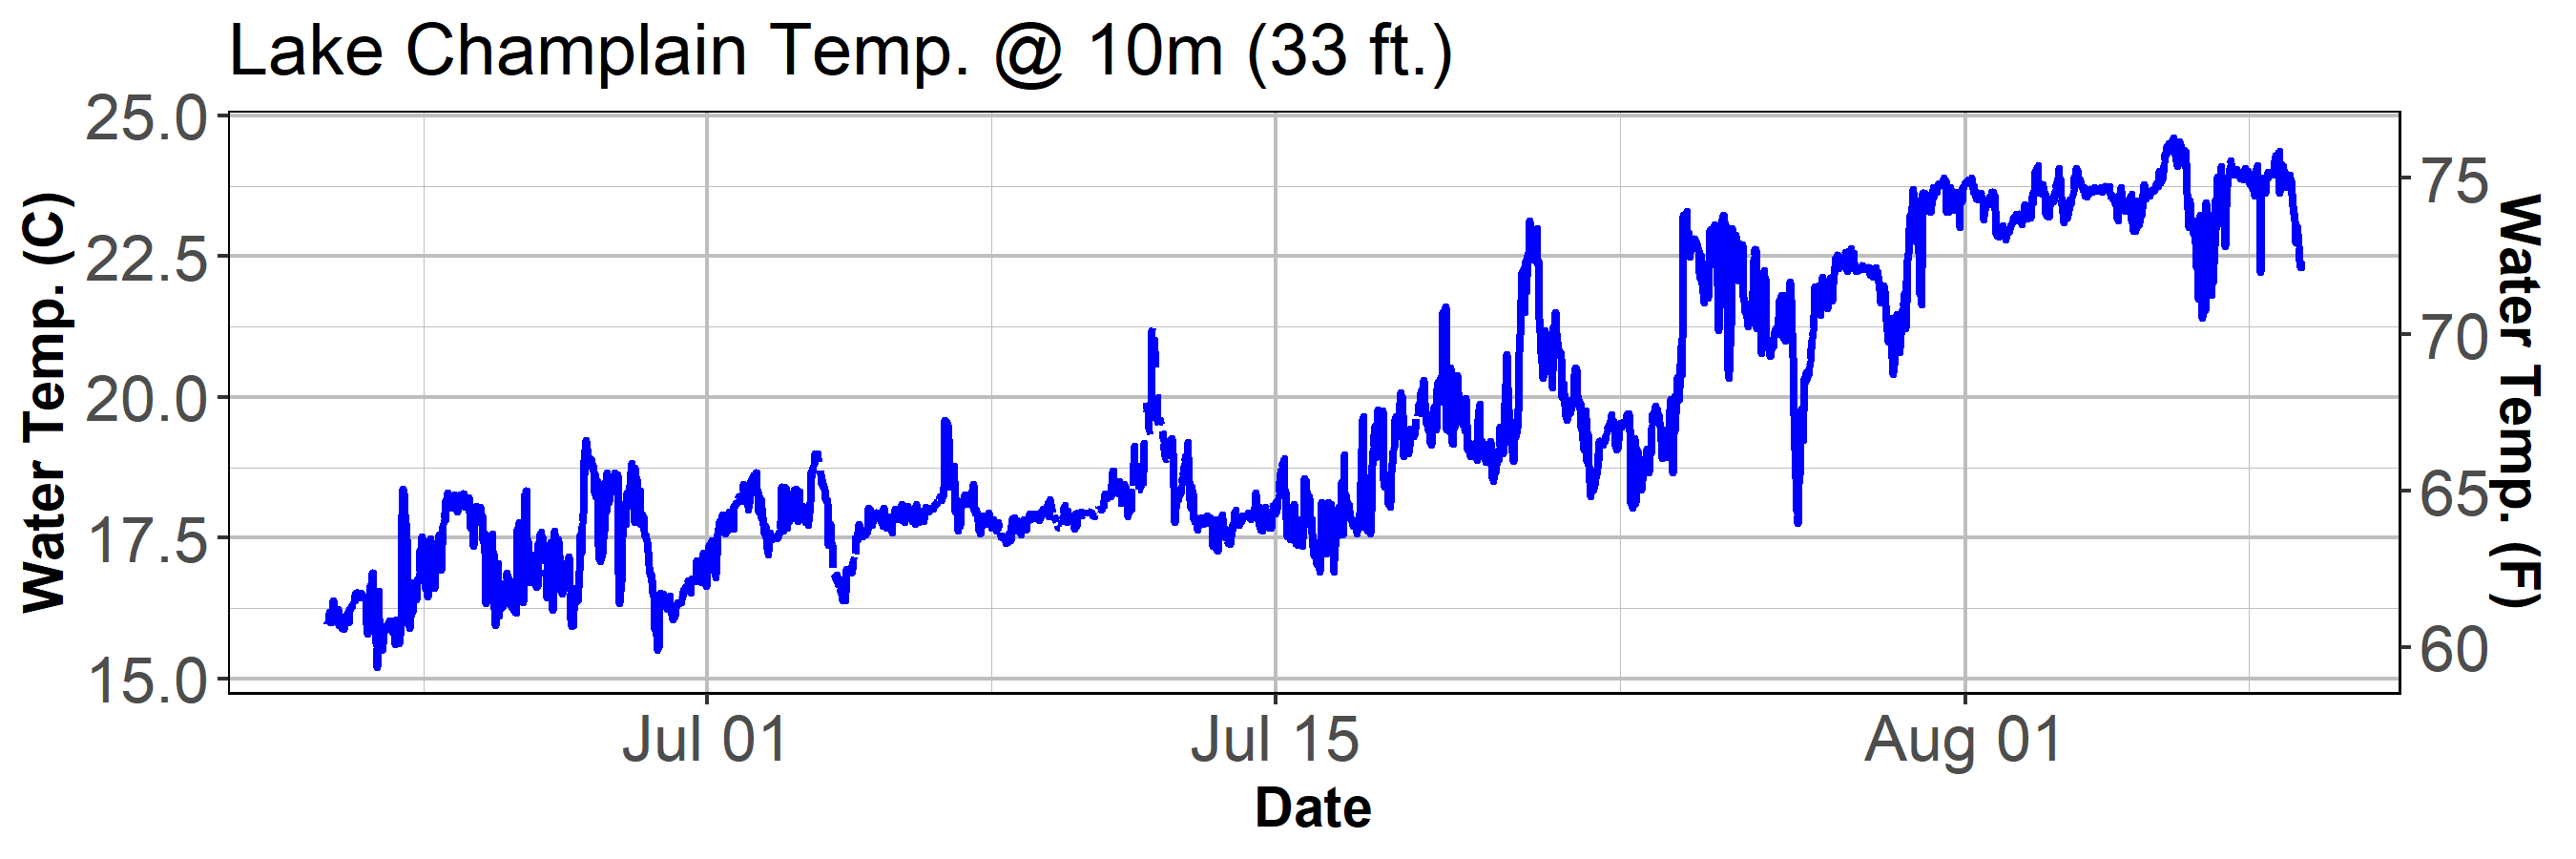 Lake Champlain Temp. @ 10m (33 ft.)
Water Temp. (C)
25.0
22.5
20.0
17.5
15.0
75
70
65
60
Water Temp. (F)
Jul 01
Jul 15
Aug 01
Date